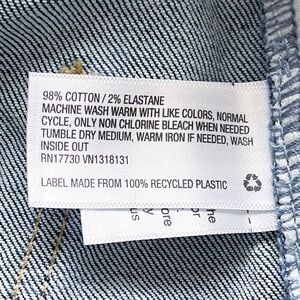 98% COTTON / 2% ELASTANE
MACHINE WASH WARM WITH LIKE COLORS, NORMAL
CYCLE, ONLY NON CHLORINE BLEACH WHEN NEEDED
TUMBLE DRY MEDIUM, WARM IRON IF NEEDED, WASH
INSIDE OUT
RN17730 VN1318131
LABEL MADE FROM 100% RECYCLED PLASTIC